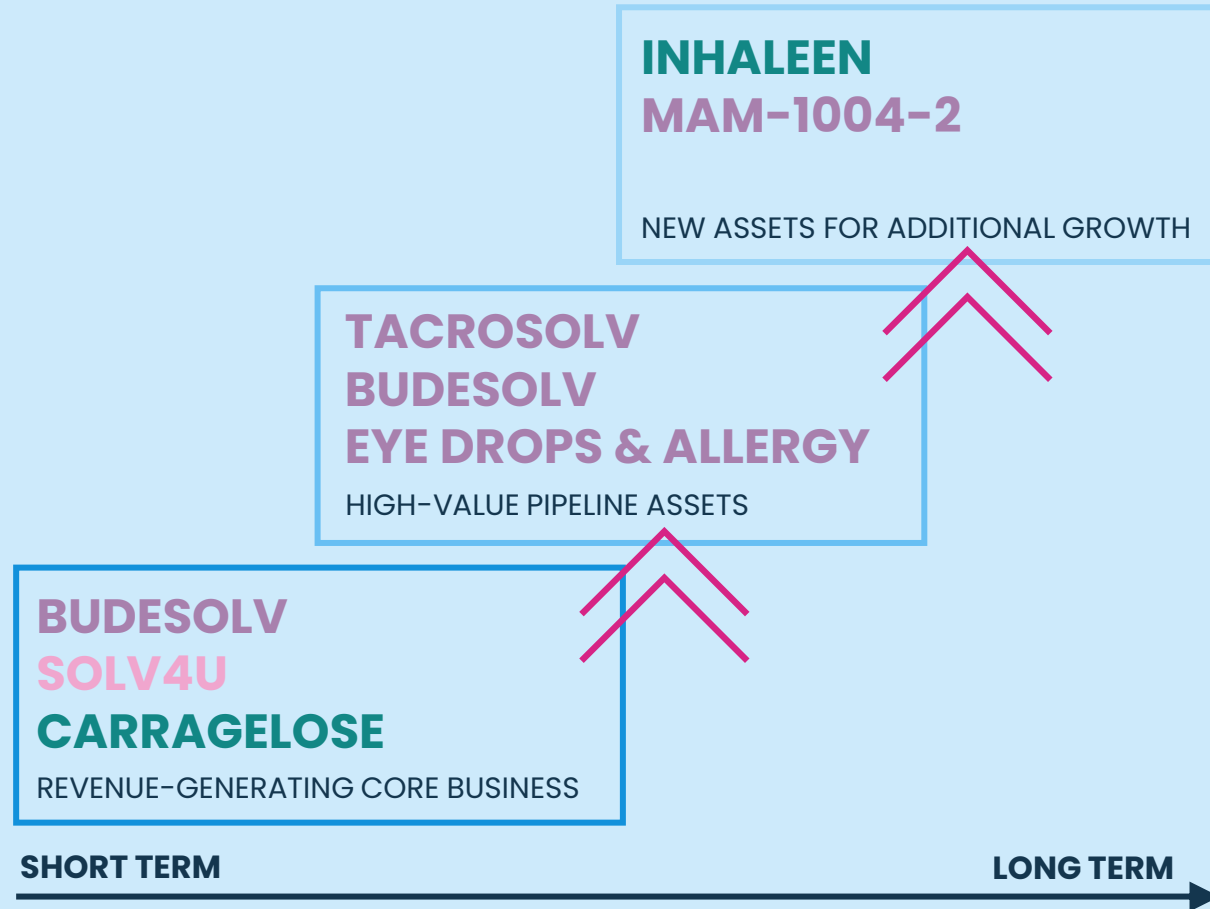 INHALEEN
MAM-1004-2
NEW ASSETS FOR ADDITIONAL GROWTH
TACROSOLV
BUDESOLV
EYE DROPS & ALLERGY
HIGH-VALUE PIPELINE ASSETS
BUDESOLV
SOLV4U
CARRAGELOSE
REVENUE-GENERATING CORE BUSINESS
SHORT TERM
LONG TERM